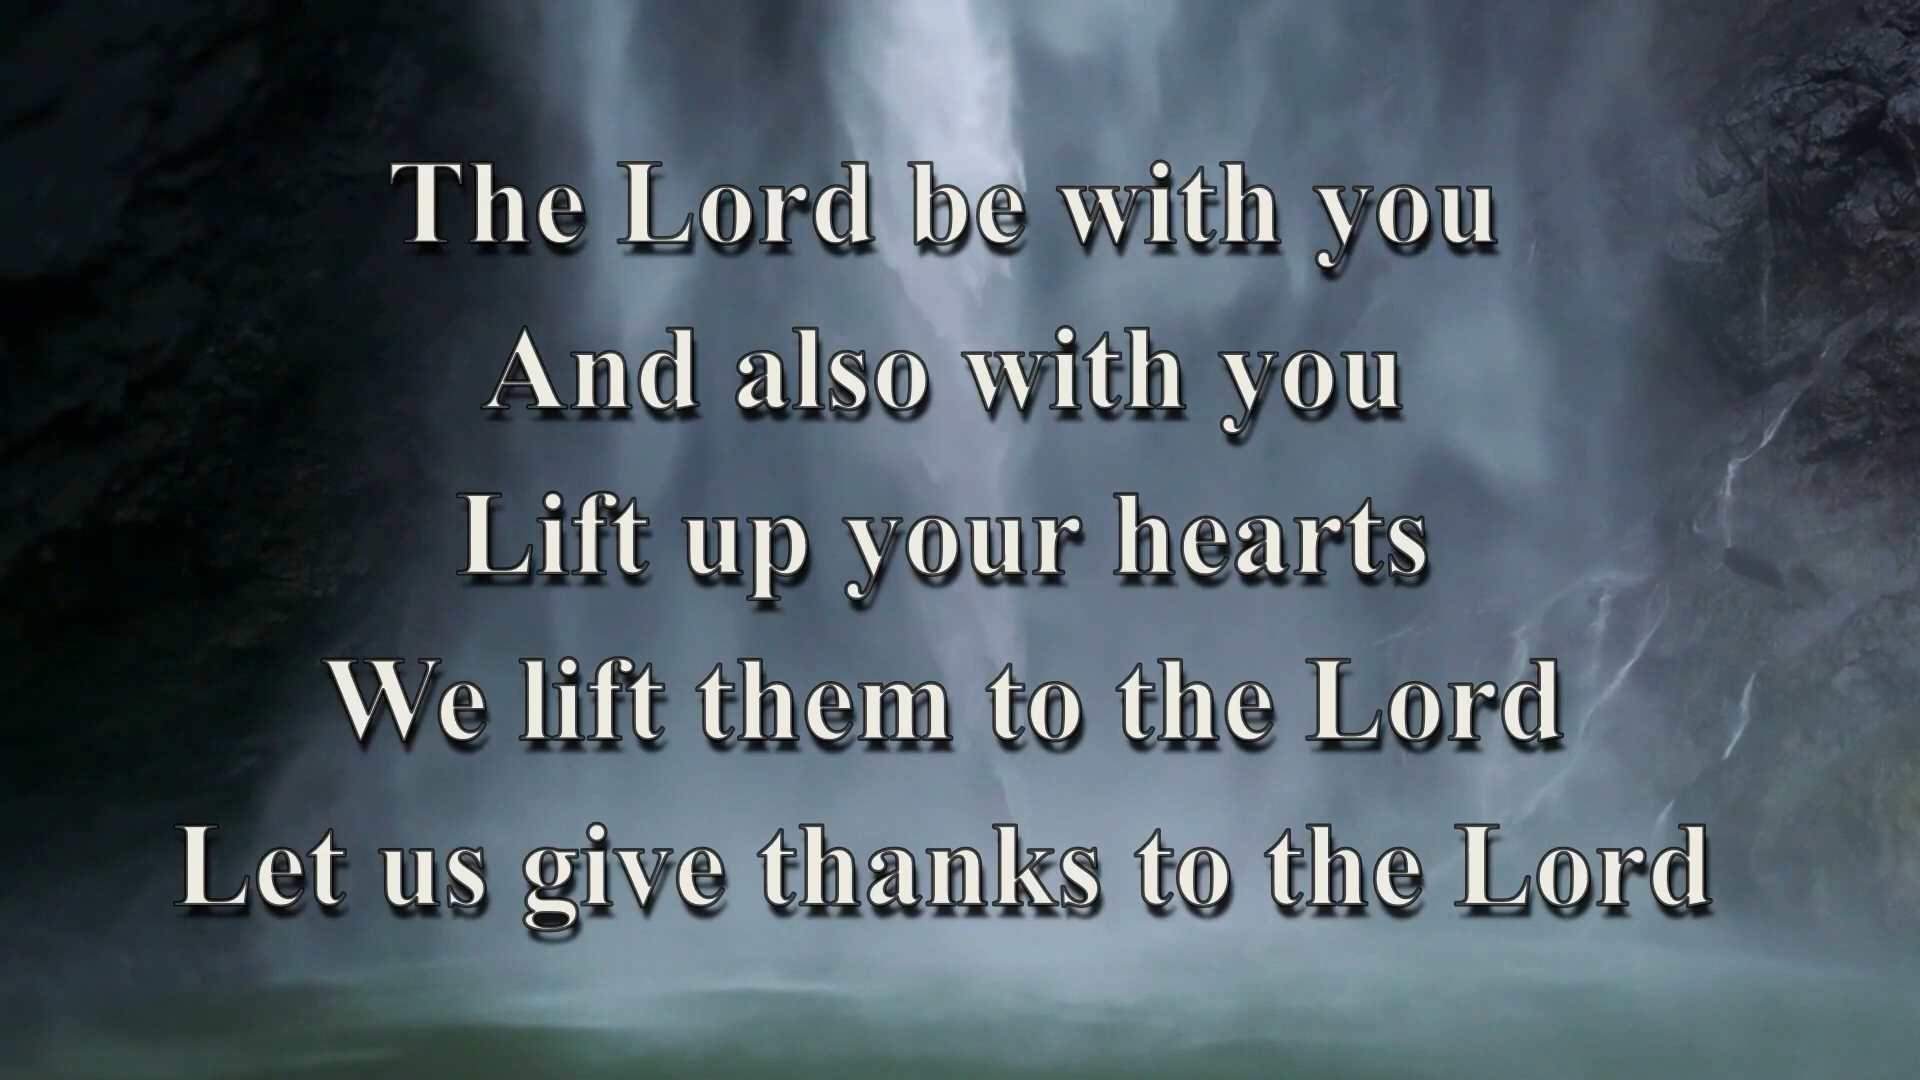 The Lord be with you
And also with you
Lift up your hearts
We lift them to the Lord
Let us give thanks to the Lord